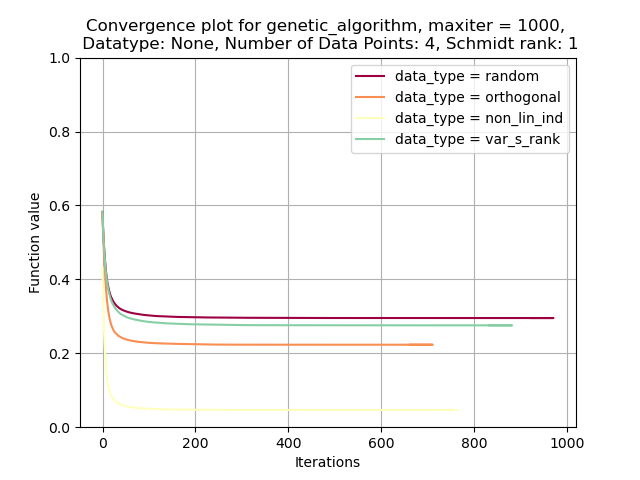 Convergence plot for genetic_algorithm, maxiter = 1000,
Datatype: None, Number of Data Points: 4, Schmidt rank: 1
data_type = random
data_type = orthogonal
data_type = non_lin_ind
data_type = var_s_rank
Function value
1.0
0.8
0.6
0.4
0.2
0.0
0 200 400 600 800 1000
Iterations